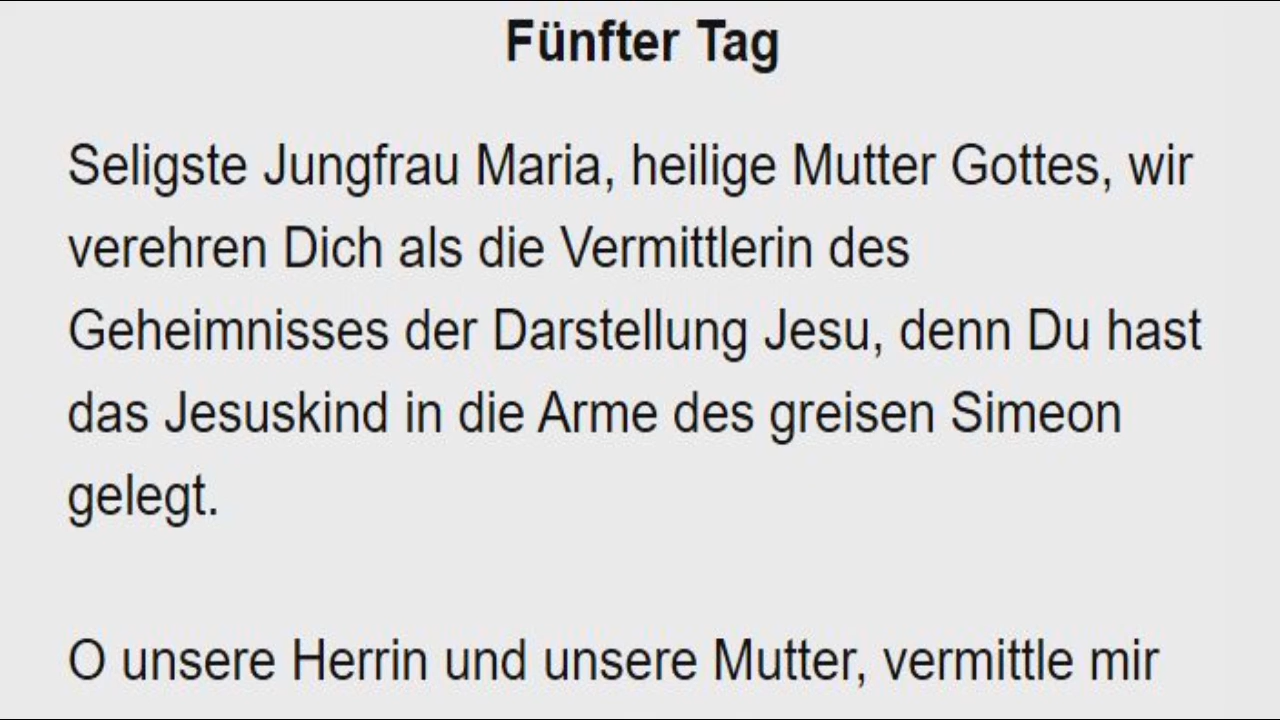 Fünfter Tag
Seligste Jungfrau Maria, heilige Mutter Gottes, wir
verehren Dich als die Vermittlerin des
Geheimnisses der Darstellung Jesu, denn Du hast
das Jesuskind in die Arme des greisen Simeon
gelegt.
O unsere Herrin und unsere Mutter, vermittle mir